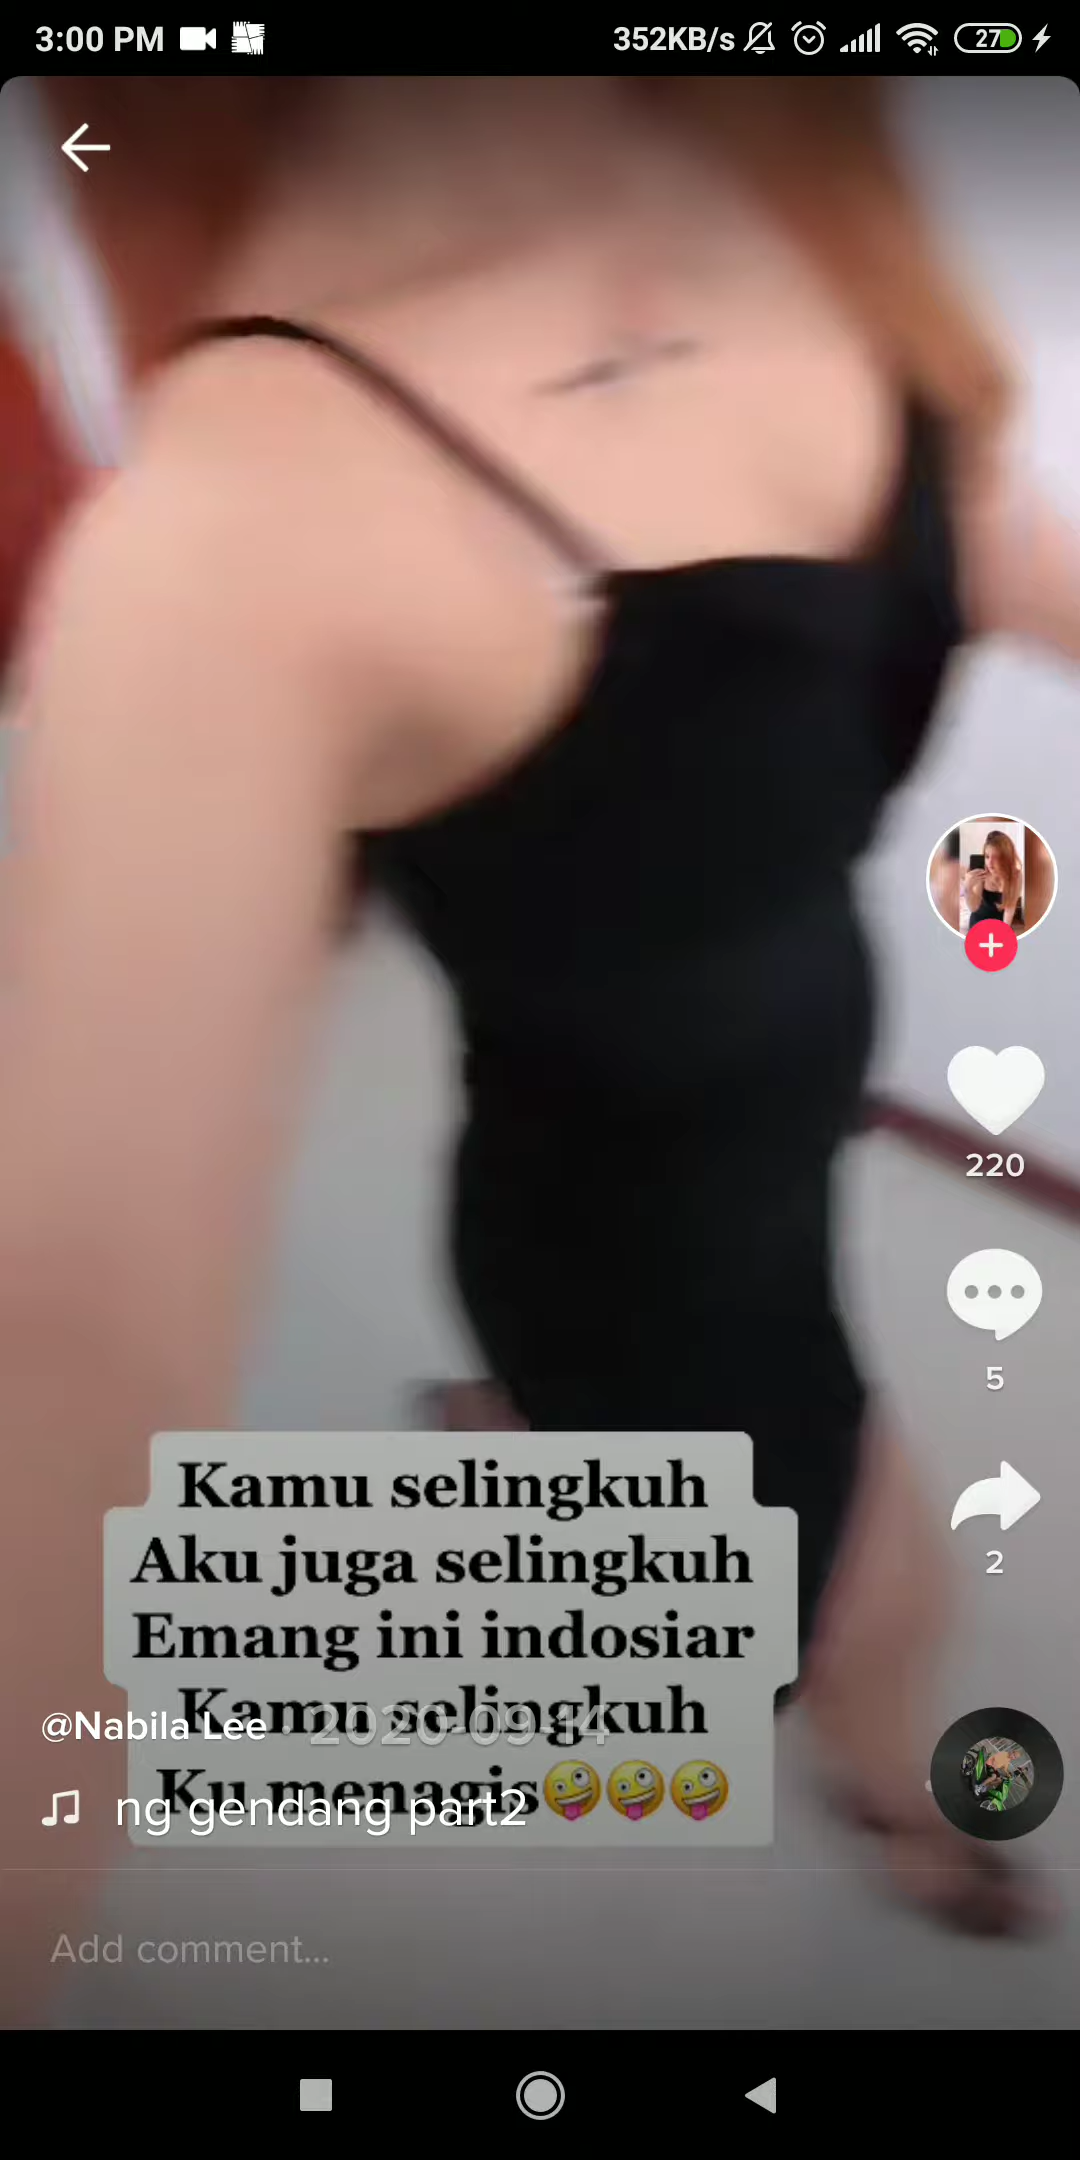 3:00 PM
352KB/s
27
220
5
2
Kamu selingkuh
Aku juga selingkuh
Emang ini indosiar
Kamu selingkuh
Ku menagis🤪🤪🤪
@Nabila Lee · 2020-09-14
ng gendang part2
Add comment...